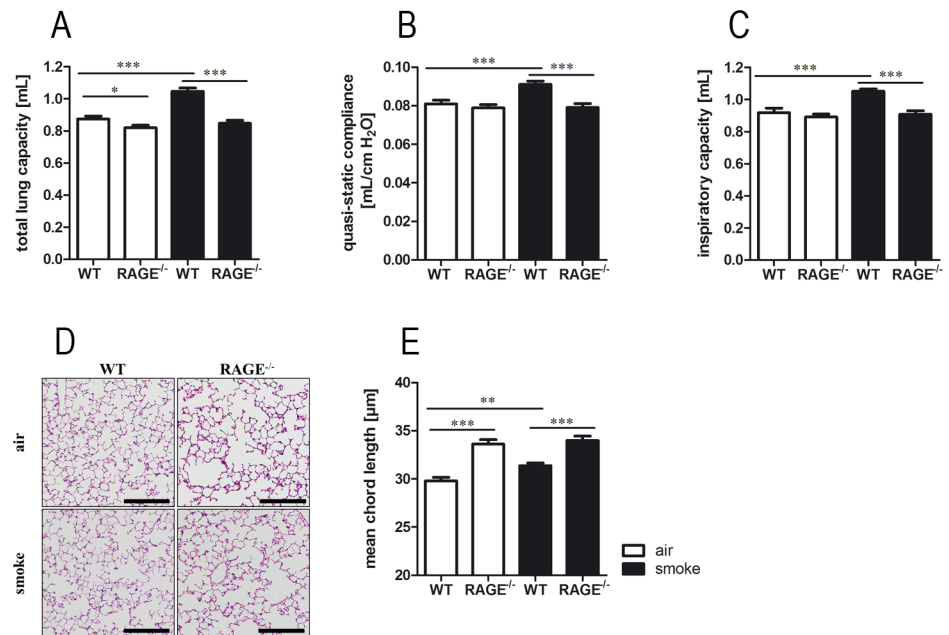 A
total lung capacity [mL]
1.2
1.0
0.8
0.6
0.4
0.2
0.0
***
*
***
WT RAGE-/- WT RAGE-/-
B
quasi-static compliance
[mL/cm H2O]
0.10
0.08
0.06
0.04
0.02
0.00
***
***
WT RAGE-/- WT RAGE-/-
C
inspiratory capacity [mL]
1.2
1.0
0.8
0.6
0.4
0.2
0.0
***
***
WT RAGE-/- WT RAGE-/-
D
WT RAGE-/-
air
smoke
E
mean chord length [µm]
40
35
30
25
20
**
***
***
WT RAGE-/- WT RAGE-/-
air
smoke